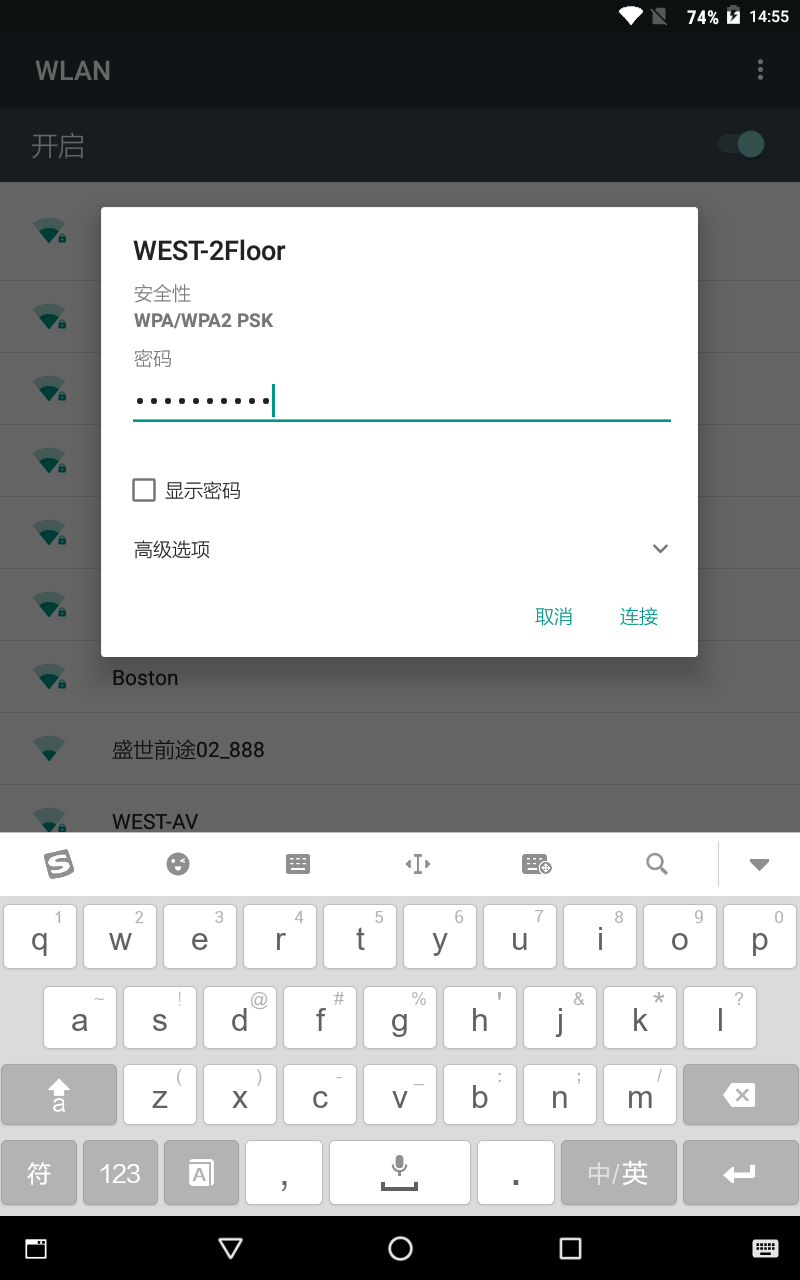 74% 14:55
WLAN
开启
WEST-2Floor
安全性
WPA/WPA2 PSK
密码
••••••••••
显示密码
高级选项
取消 连接
Boston
盛世前途02_888
WEST-AV
S
1 2 3 4 5 6 7 8 9 0
q w e r t y u i o p
~ ! @ # % ' & * ?
a s d f g h j k l
( ) - _ : ; /
a z x c v b n m
符 123 A , . 中/英